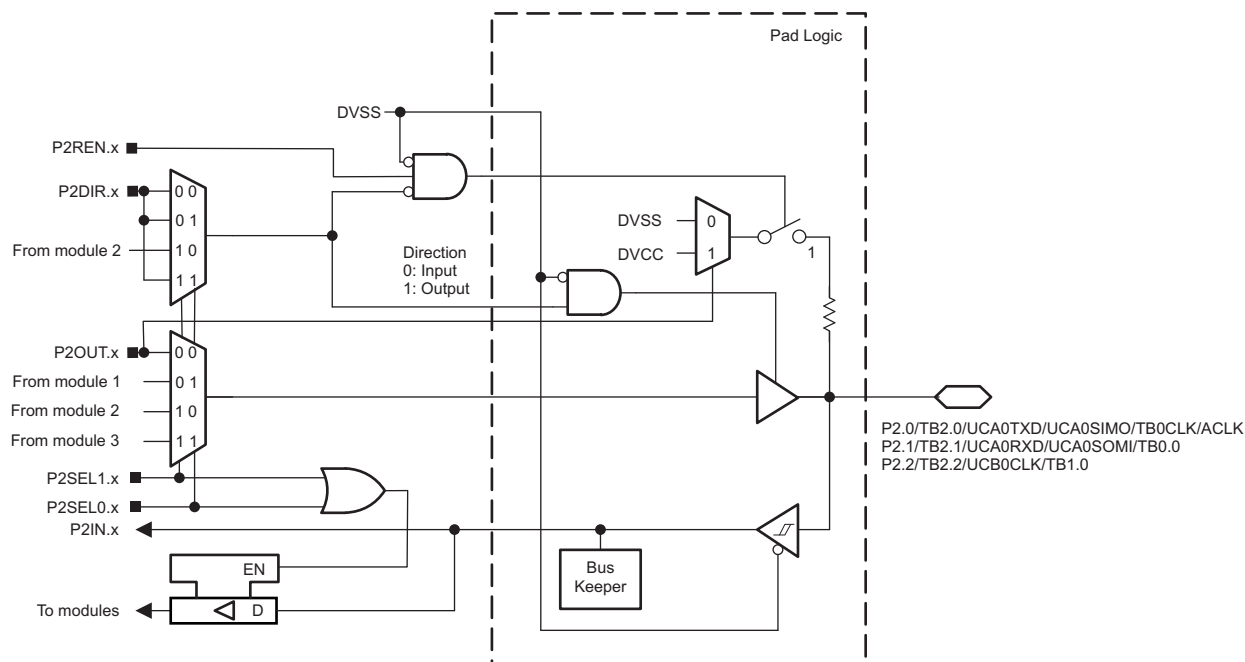 Pad Logic
DVSS
P2REN.x
P2DIR.x
0 0
0 1
From module 2
1 0
1 1
Direction
0: Input
1: Output
DVSS
0
DVCC
1
1
P2OUT.x
0 0
From module 1
0 1
From module 2
1 0
From module 3
1 1
P2.0/TB2.0/UCA0TXD/UCA0SIMO/TB0CLK/ACLK
P2.1/TB2.1/UCA0RXD/UCA0SOMI/TB0.0
P2.2/TB2.2/UCB0CLK/TB1.0
P2SEL1.x
P2SEL0.x
P2IN.x
EN
Bus
Keeper
To modules
D